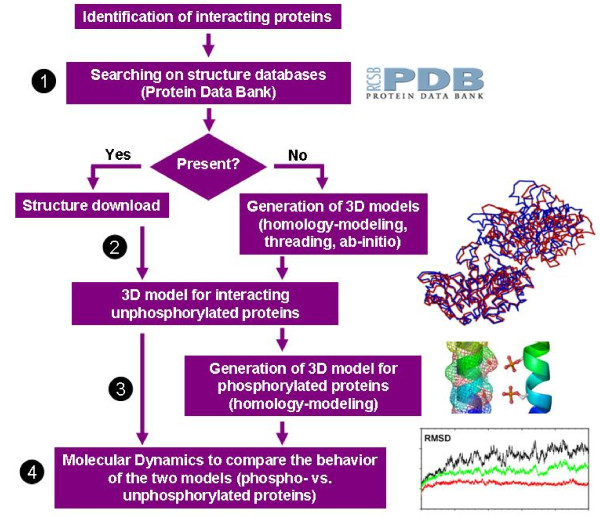 Identification of interacting proteins
1
Searching on structure databases
(Protein Data Bank)
RCSB
PDB
PROTEIN DATA BANK
Present?
Yes
No
Structure download
Generation of 3D models
(homology-modeling,
threading, ab-initio)
2
3D model for interacting
unphosphorylated proteins
3
Generation of 3D model for
phosphorylated proteins
(homology-modeling)
4
Molecular Dynamics to compare the behavior
of the two models (phospho- vs.
unphosphorylated proteins)
RMSD